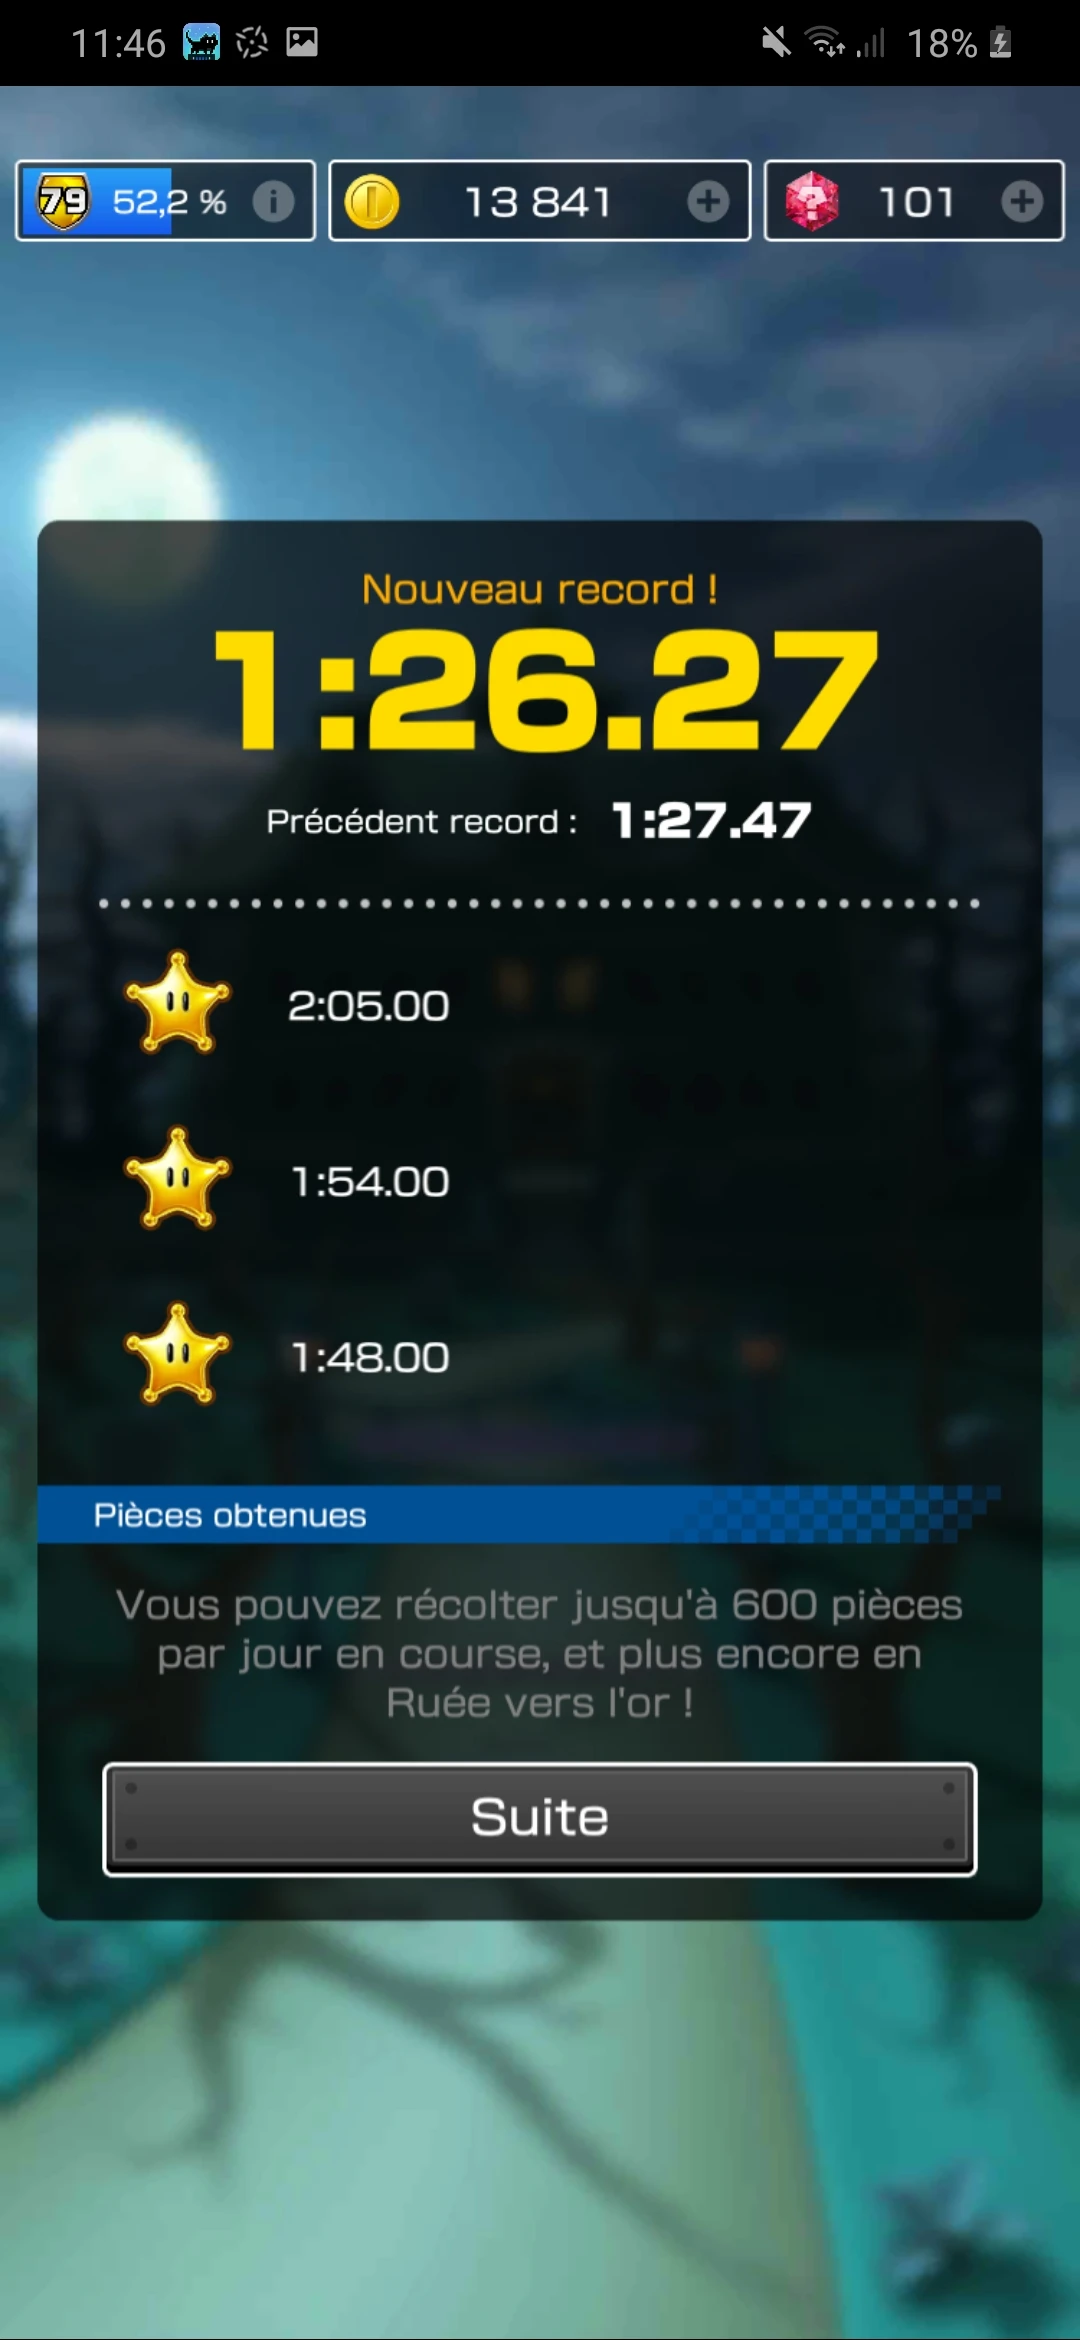 11:46 18%
79 52,2 % 13 841 101
Nouveau record !
1:26.27
Précédent record : 1:27.47
2:05.00
1:54.00
1:48.00
Pièces obtenues
Vous pouvez récolter jusqu'à 600 pièces
par jour en course, et plus encore en
Ruée vers l'or !
Suite